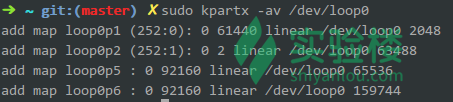 ➜ ~ git:(master) ✗ sudo kpartx -av /dev/loop0
add map loop0p1 (252:0): 0 61440 linear /dev/loop0 2048
add map loop0p2 (252:1): 0 2 linear /dev/loop0 63488
add map loop0p5 : 0 92160 linear /dev/loop0 65536
add map loop0p6 : 0 92160 linear /dev/loop0 159744
实验楼
shiyanlou.com